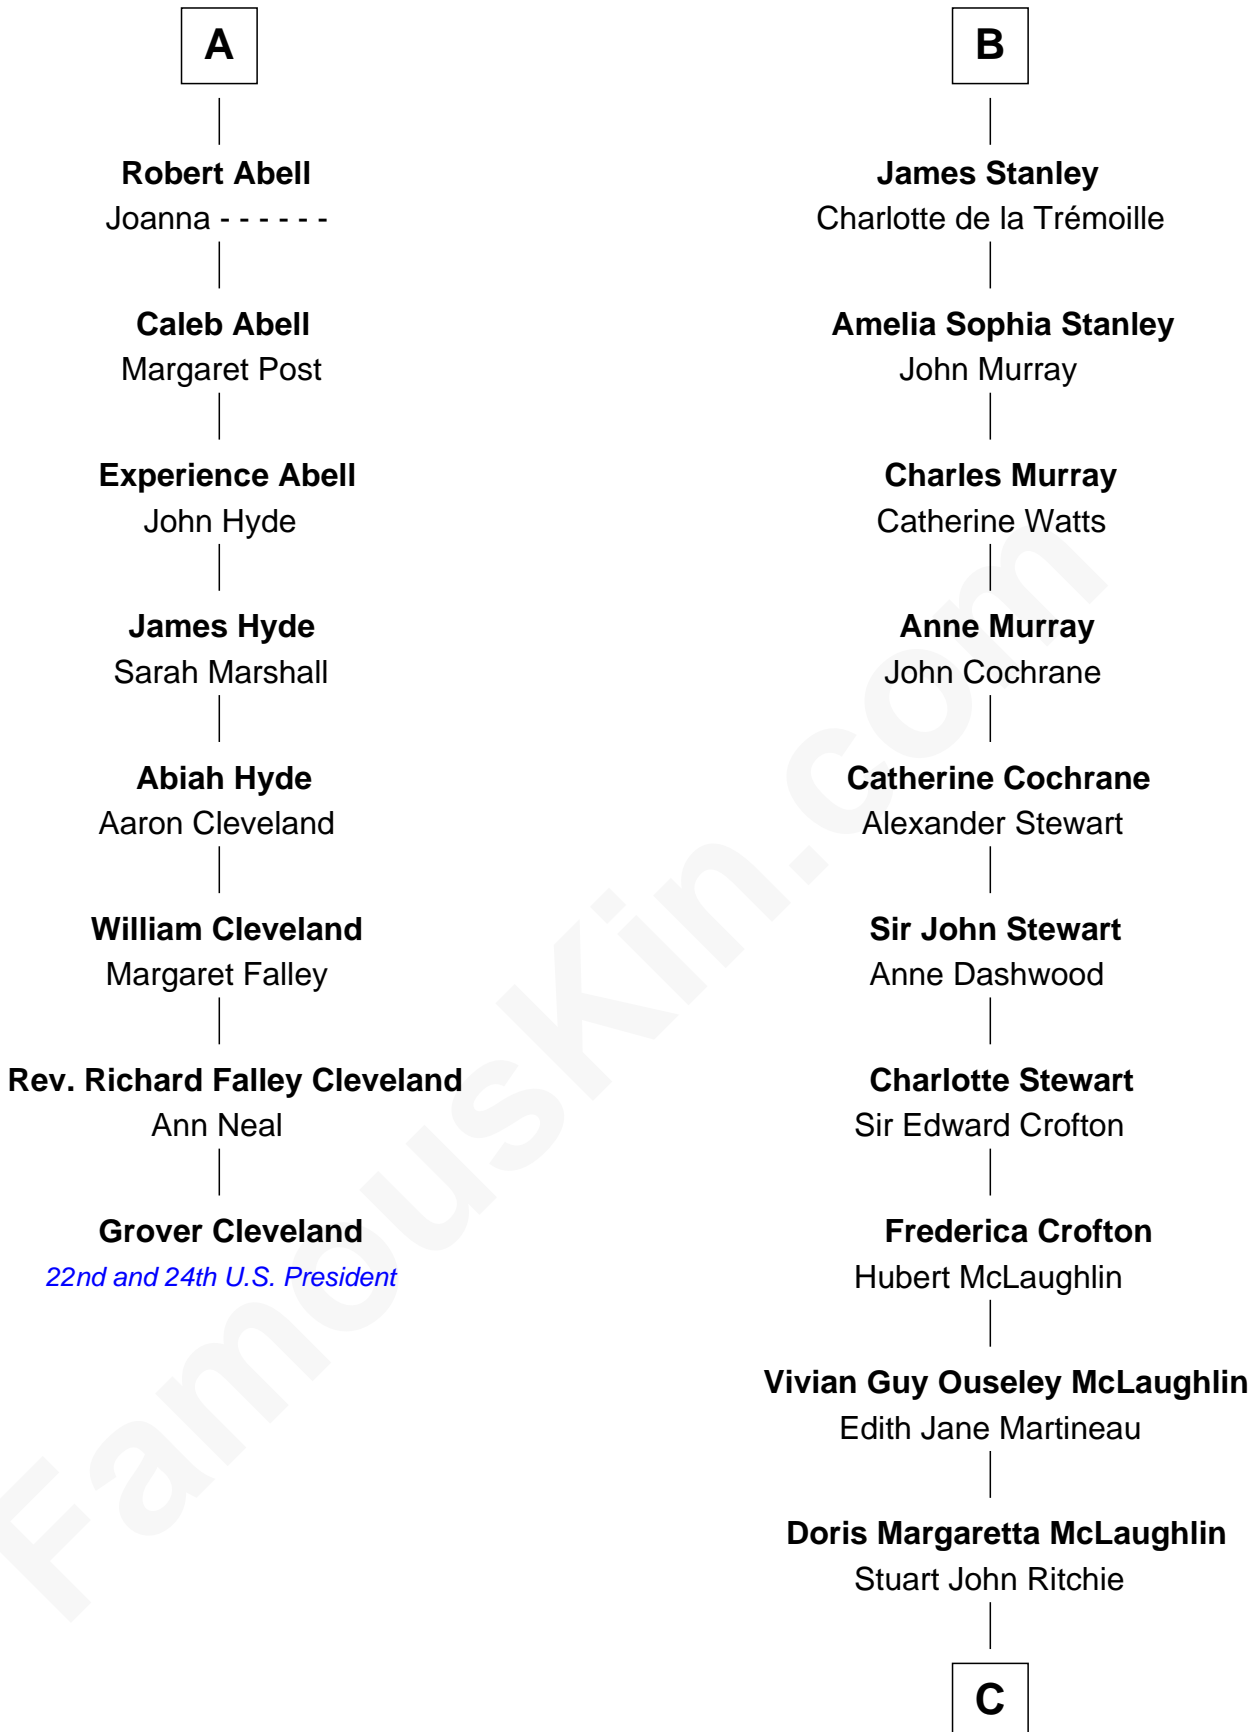 A
Robert Abell
Joanna - - - - - -
Caleb Abell
Margaret Post
Experience Abell
John Hyde
James Hyde
Sarah Marshall
Abiah Hyde
Aaron Cleveland
William Cleveland
Margaret Falley
Rev. Richard Falley Cleveland
Ann Neal
Grover Cleveland
22nd and 24th U.S. President
B
James Stanley
Charlotte de la Trémoille
Amelia Sophia Stanley
John Murray
Charles Murray
Catherine Watts
Anne Murray
John Cochrane
Catherine Cochrane
Alexander Stewart
Sir John Stewart
Anne Dashwood
Charlotte Stewart
Sir Edward Crofton
Frederica Crofton
Hubert McLaughlin
Vivian Guy Ouseley McLaughlin
Edith Jane Martineau
Doris Margaretta McLaughlin
Stuart John Ritchie
C
FamousKin.com